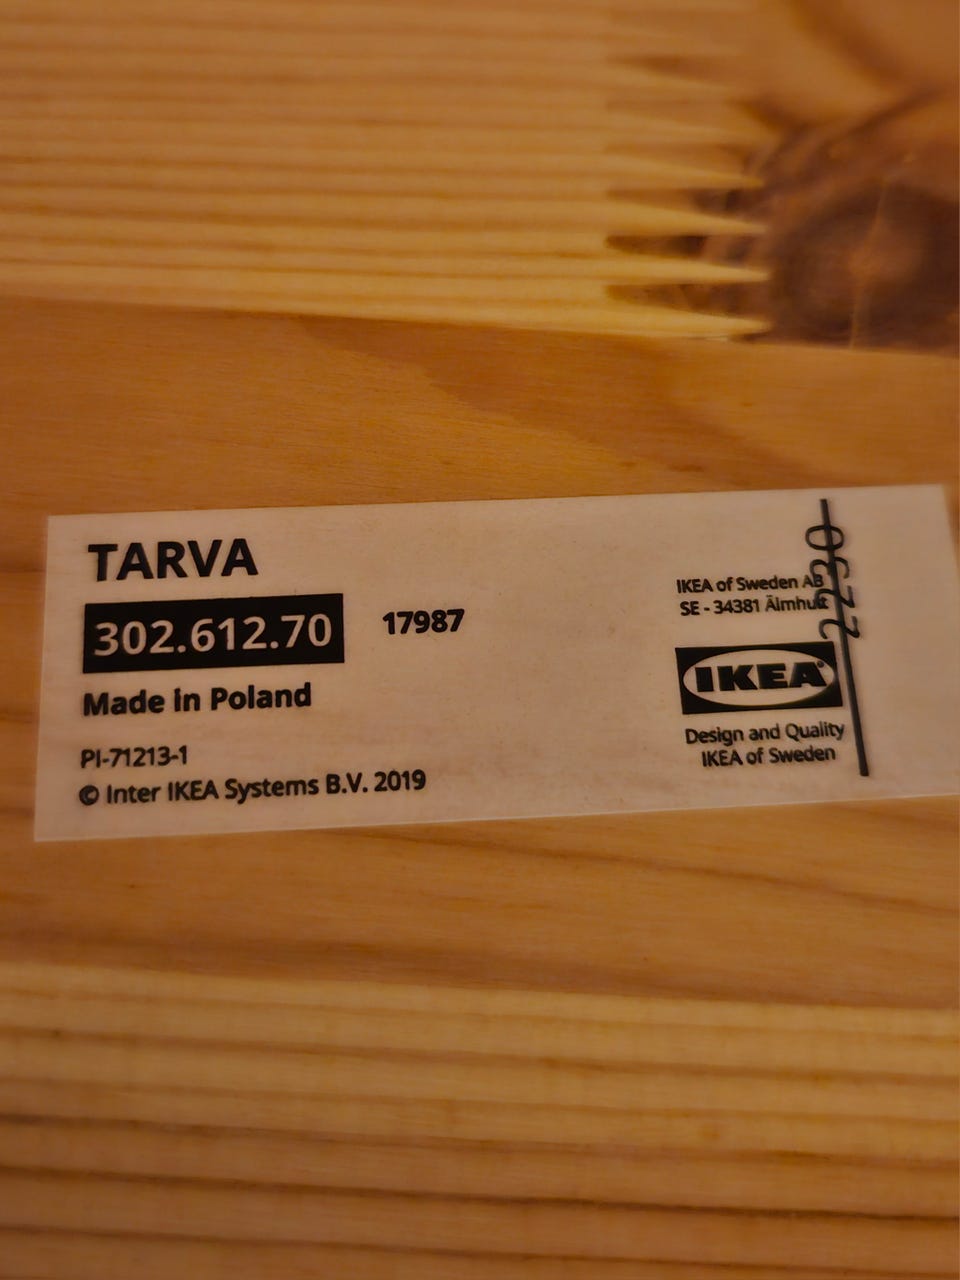 TARVA
302.612.70
17987
Made in Poland
PI-71213-1
© Inter IKEA Systems B.V. 2019
IKEA of Sweden AB
SE - 34381 Älmhult
IKEA®
Design and Quality
IKEA of Sweden
2230